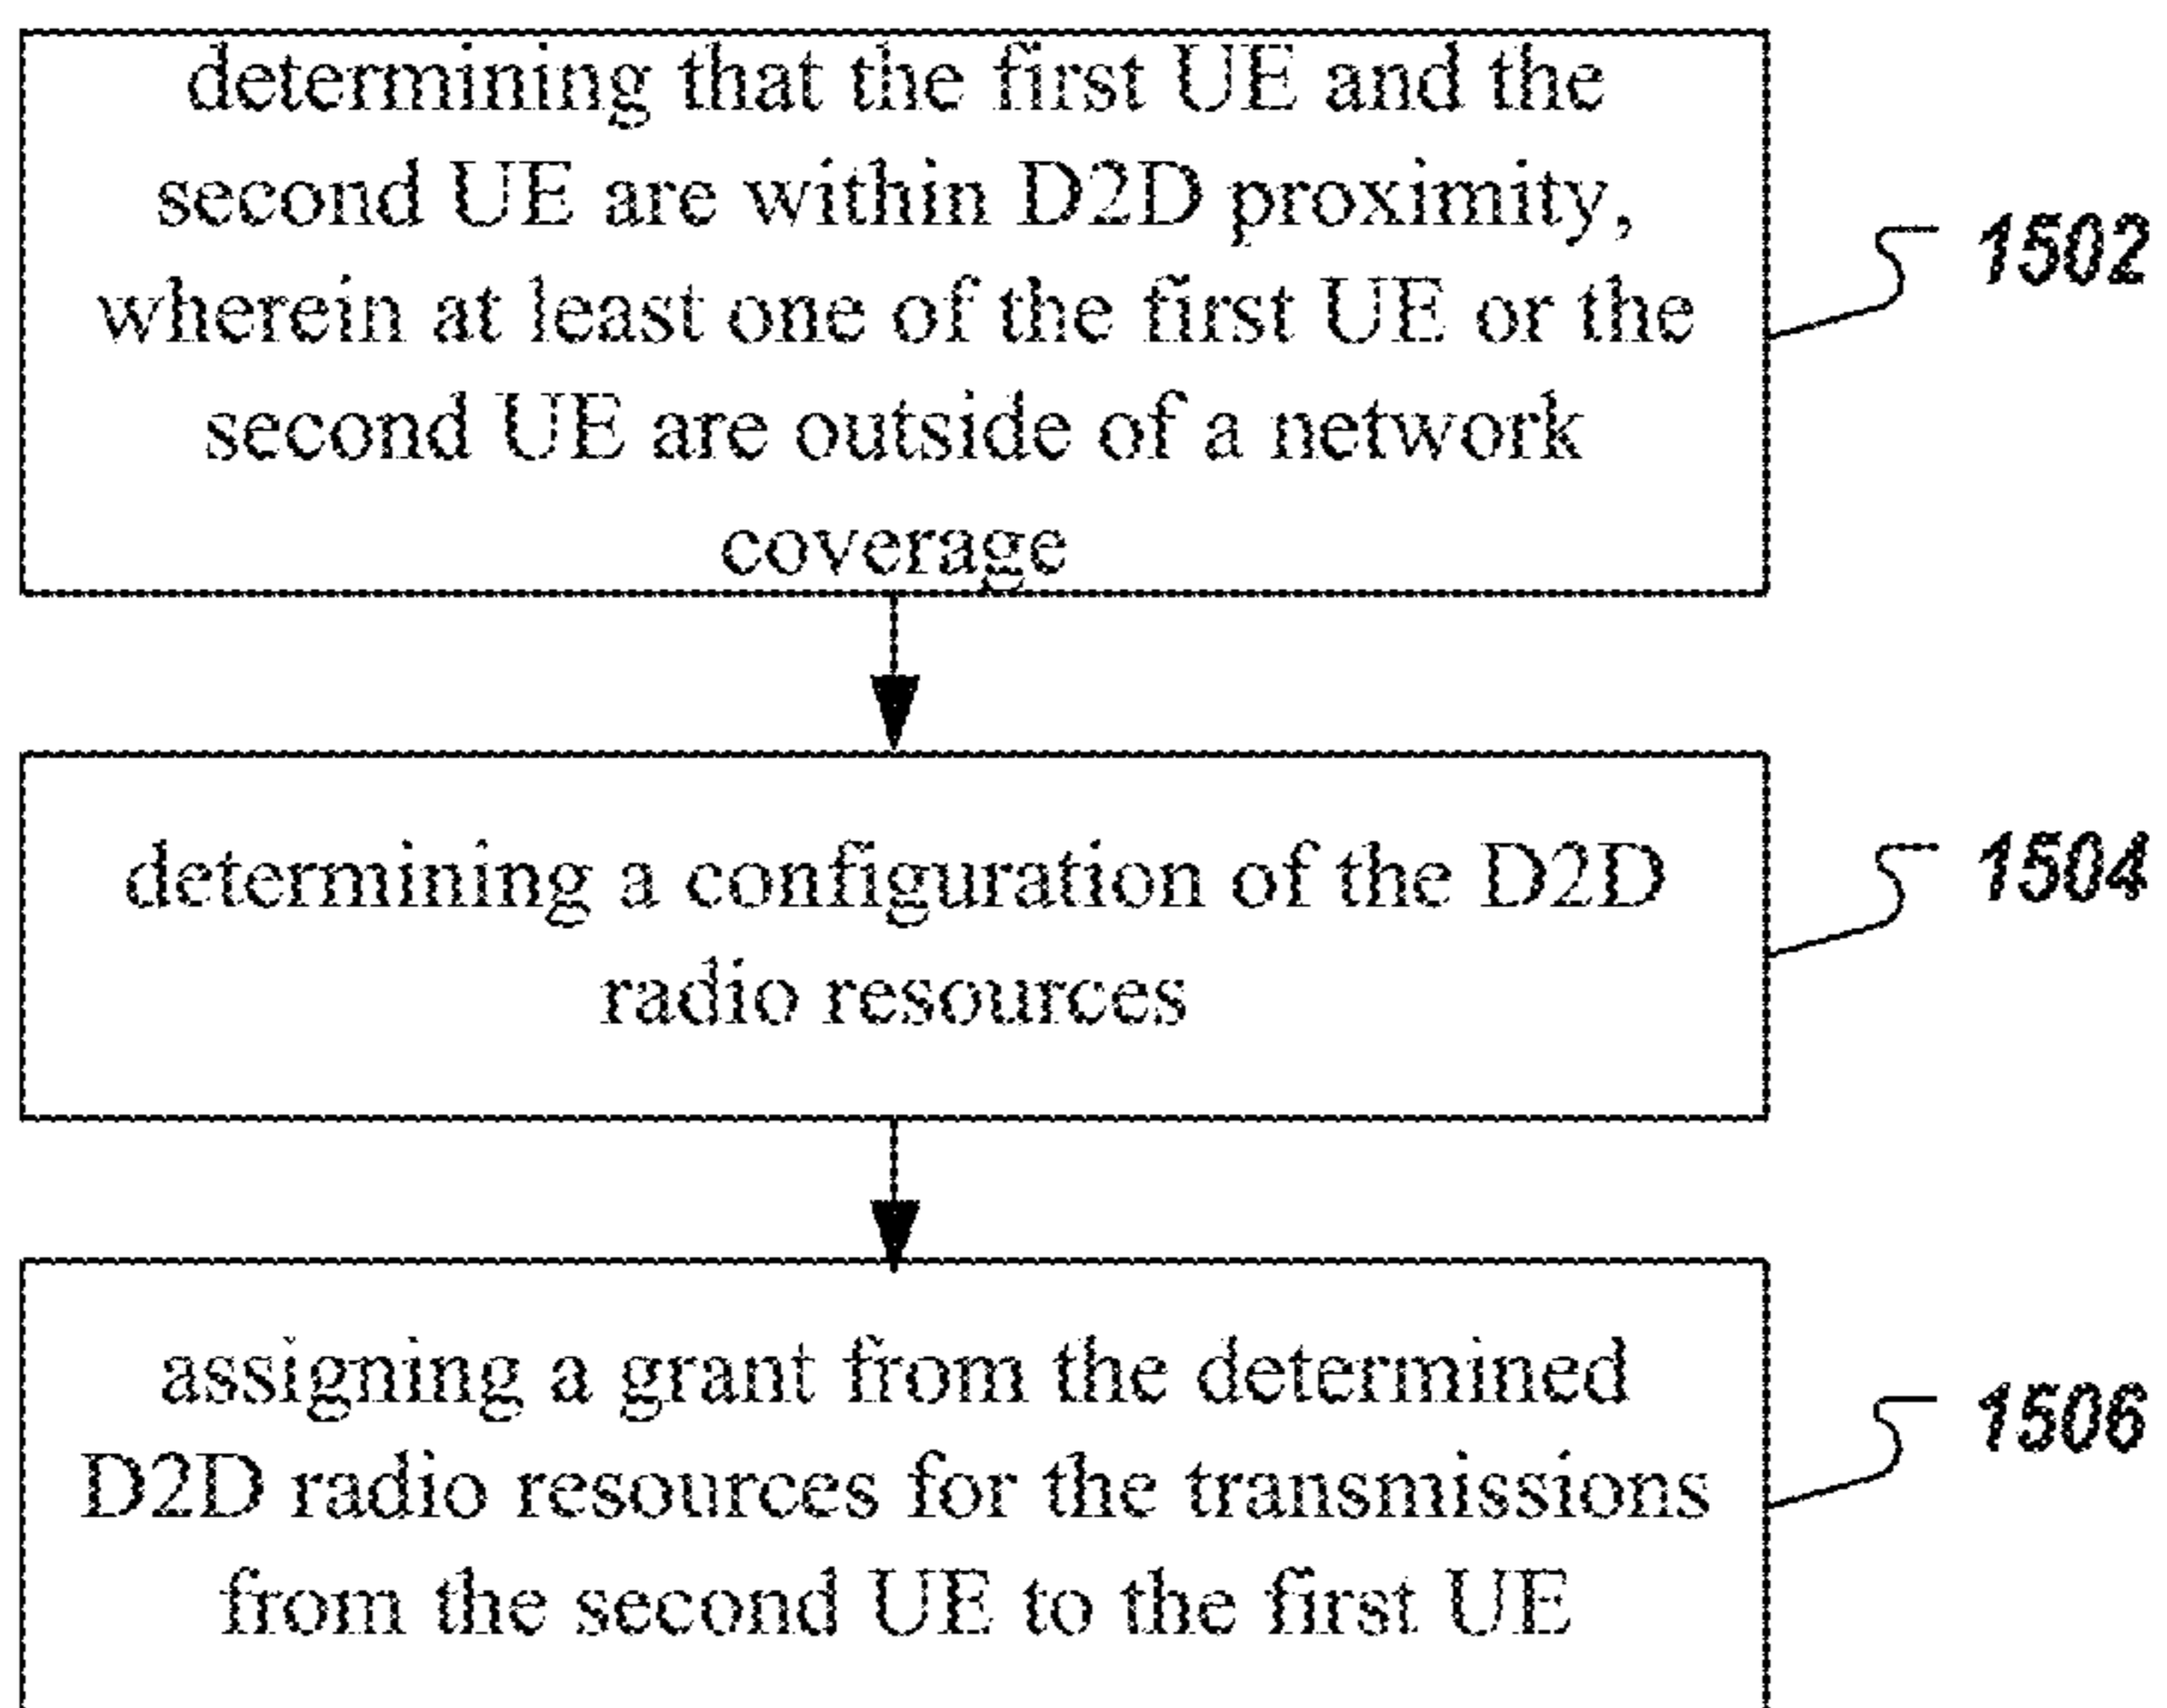 determining that the first UE and the
second UE are within D2D proximity,
wherein at least one of the first UE or the
second UE are outside of a network
coverage
1502
determining a configuration of the D2D
radio resources
1504
assigning a grant from the determined
D2D radio resources for the transmissions
from the second UE to the first UE
1506